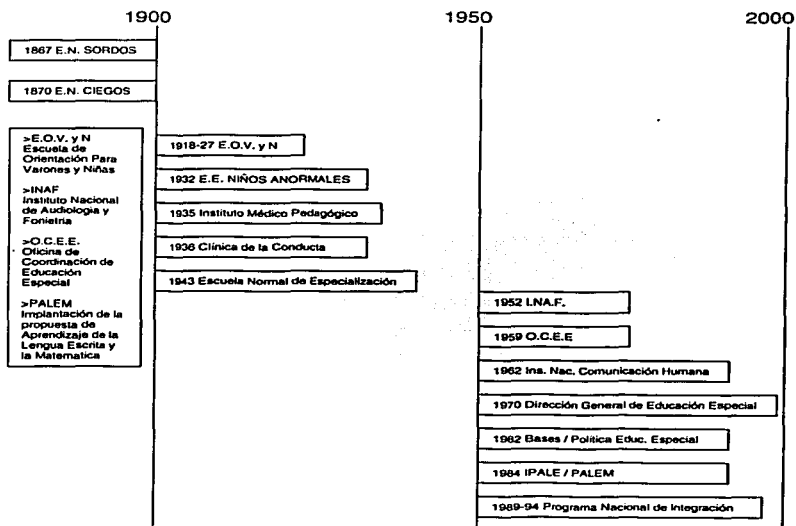 1900
1950
2000
1867 E.N. SORDOS
1870 E.N. CIEGOS
>E.O.V. y N
Escuela de
Orientación Para
Varones y Niñas
>INAF
Instituto Nacional
de Audiologia y
Foniatria
>O.C.E.E.
Oficina de
Coordinación de
Educación
Especial
>PALEM
Implantación de la
propuesta de
Aprendizaje de la
Lengua Escrita y
la Matematica
1918-27 E.O.V. y N
1932 E.E. NIÑOS ANORMALES
1935 Instituto Médico Pedagógico
1936 Clínica de la Conducta
1943 Escuela Normal de Especialización
1952 I.NA.F.
1959 O.C.E.E
1962 Ins. Nac. Comunicación Humana
1970 Dirección General de Educación Especial
1982 Bases / Política Educ. Especial
1984 IPALE / PALEM
1989-94 Programa Nacional de Integración